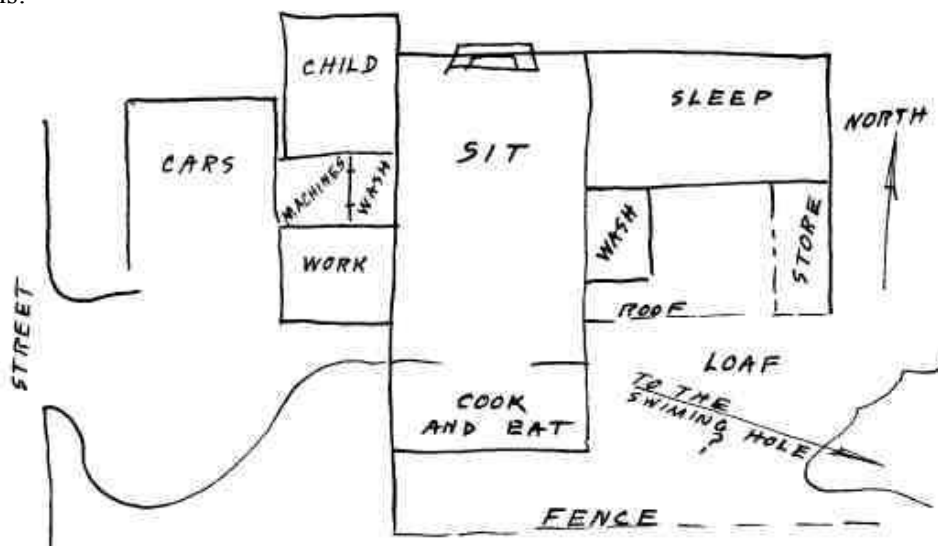 CHILD
SLEEP
NORTH
CARS
SIT
MACHINES
WASH
WASH
STORE
WORK
ROOF
STREET
LOAF
TO THE
SWIMING HOLE
?
COOK
AND EAT
FENCE